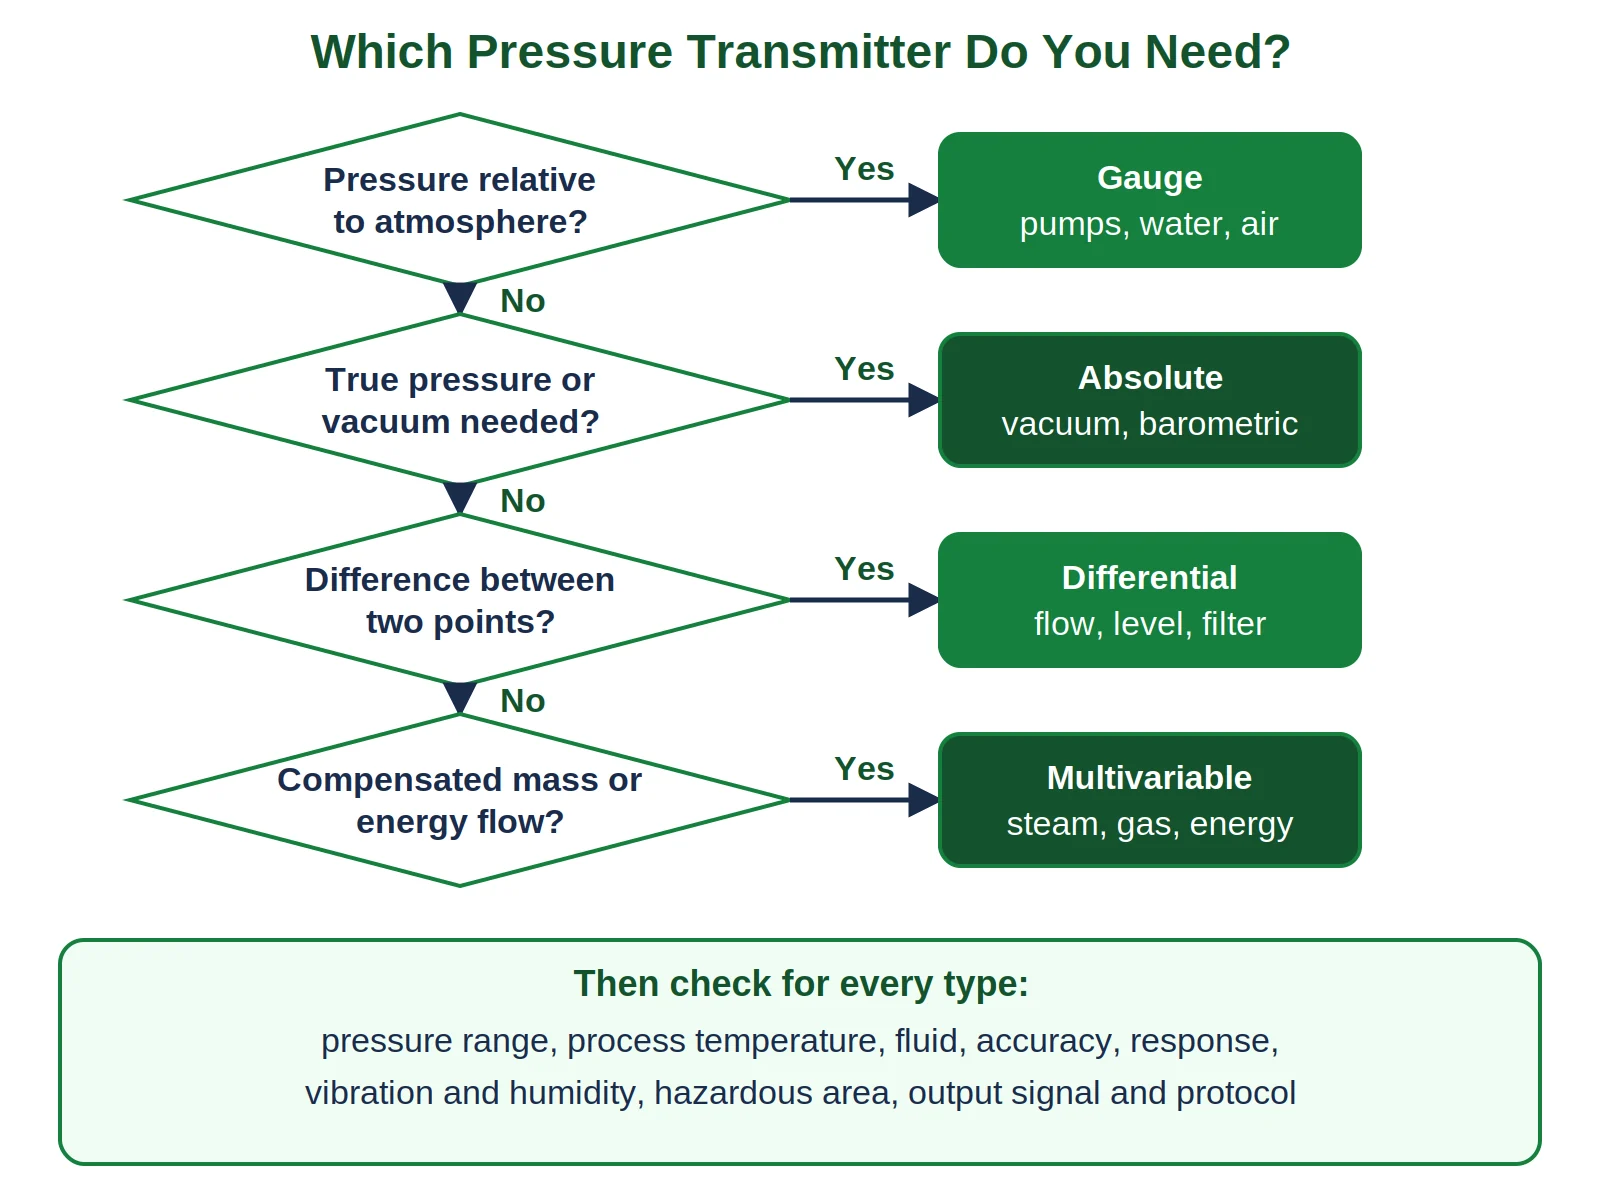 Which Pressure Transmitter Do You Need?
Pressure relative
to atmosphere?
Yes
Gauge
pumps, water, air
No
True pressure or
vacuum needed?
Yes
Absolute
vacuum, barometric
No
Difference between
two points?
Yes
Differential
flow, level, filter
No
Compensated mass or
energy flow?
Yes
Multivariable
steam, gas, energy
Then check for every type:
pressure range, process temperature, fluid, accuracy, response,
vibration and humidity, hazardous area, output signal and protocol